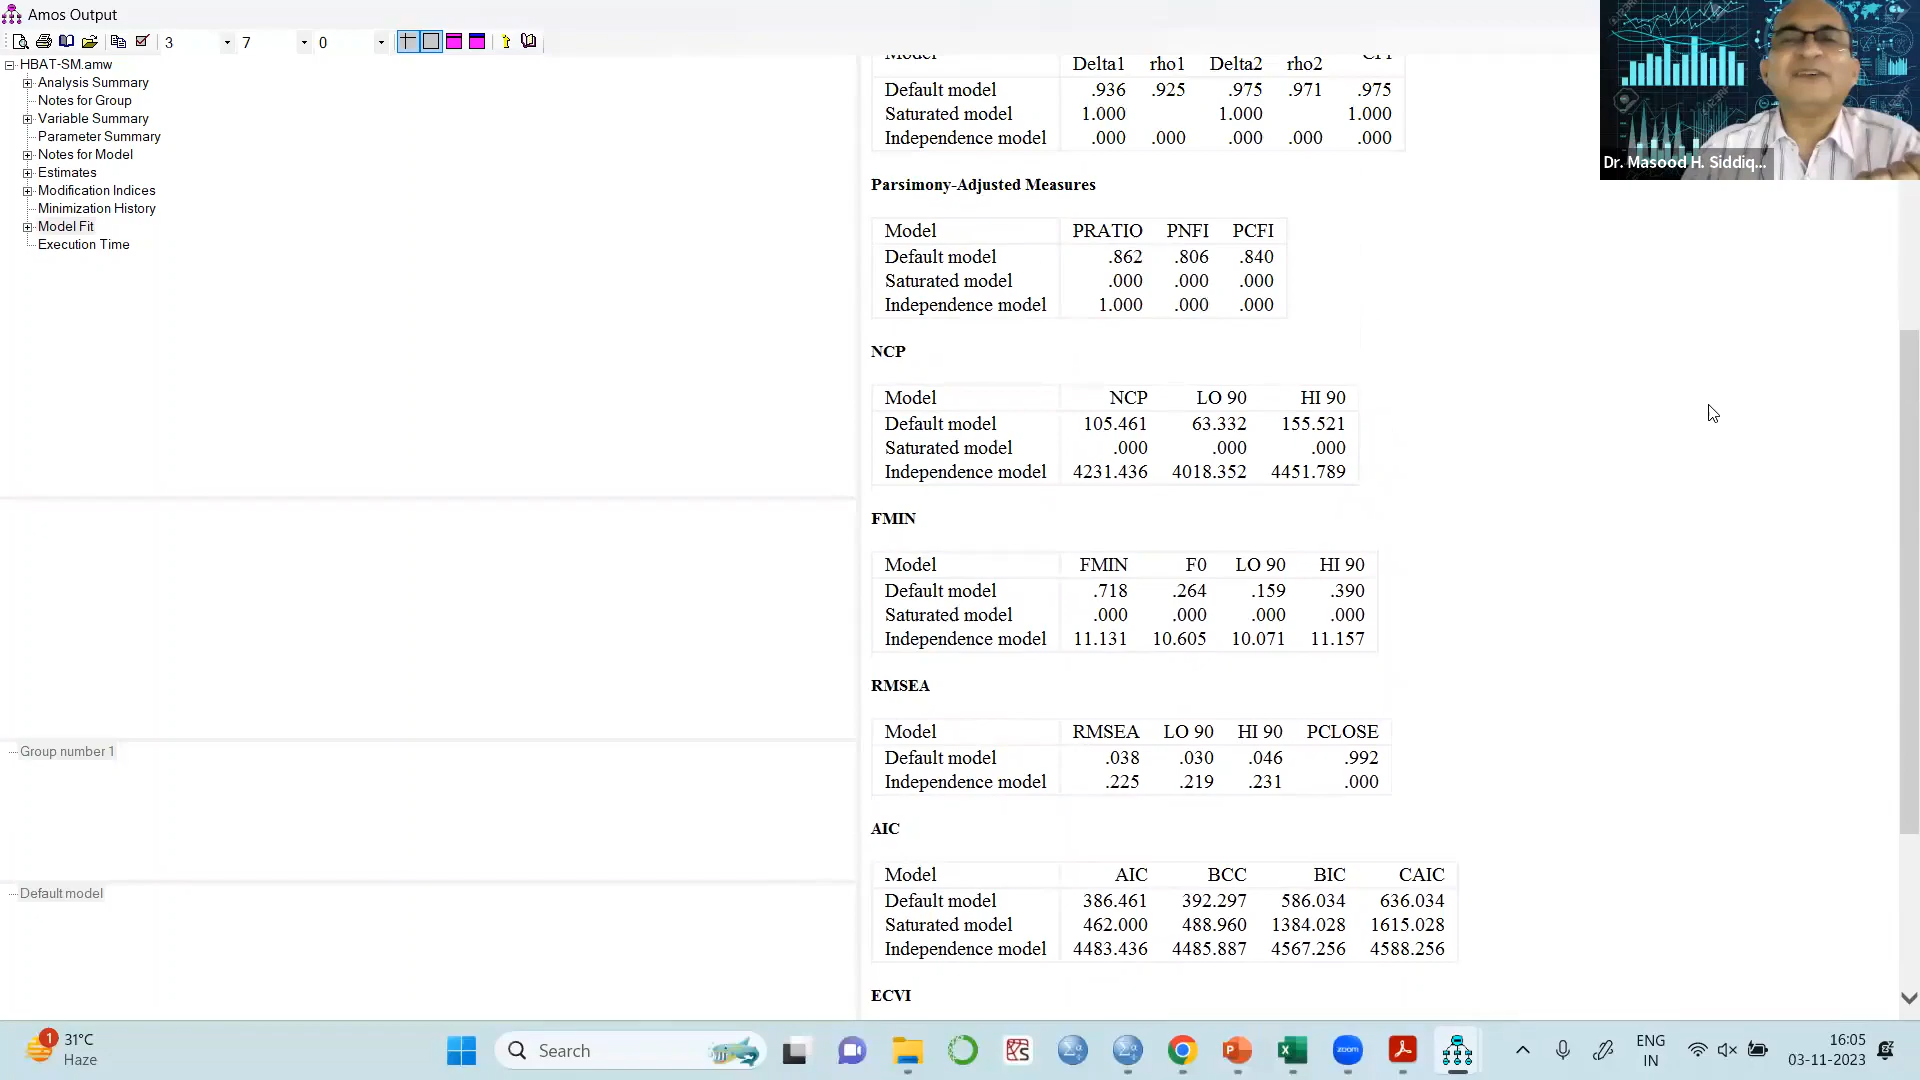 Amos Output
3 7 0
HBAT-SM.amw
Analysis Summary
Notes for Group
Variable Summary
Parameter Summary
Notes for Model
Estimates
Modification Indices
Minimization History
Model Fit
Execution Time
Group number 1
Default model
Model Delta1 rho1 Delta2 rho2 CFI
Default model .936 .925 .975 .971 .975
Saturated model 1.000 1.000 1.000
Independence model .000 .000 .000 .000 .000
Parsimony-Adjusted Measures
Model PRATIO PNFI PCFI
Default model .862 .806 .840
Saturated model .000 .000 .000
Independence model 1.000 .000 .000
NCP
Model NCP LO 90 HI 90
Default model 105.461 63.332 155.521
Saturated model .000 .000 .000
Independence model 4231.436 4018.352 4451.789
FMIN
Model FMIN F0 LO 90 HI 90
Default model .718 .264 .159 .390
Saturated model .000 .000 .000 .000
Independence model 11.131 10.605 10.071 11.157
RMSEA
Model RMSEA LO 90 HI 90 PCLOSE
Default model .038 .030 .046 .992
Independence model .225 .219 .231 .000
AIC
Model AIC BCC BIC CAIC
Default model 386.461 392.297 586.034 636.034
Saturated model 462.000 488.960 1384.028 1615.028
Independence model 4483.436 4485.887 4567.256 4588.256
ECVI
Dr. Masood H. Siddiq...
1
31°C
Haze
Search
zoom
ENG
IN
16:05
03-11-2023